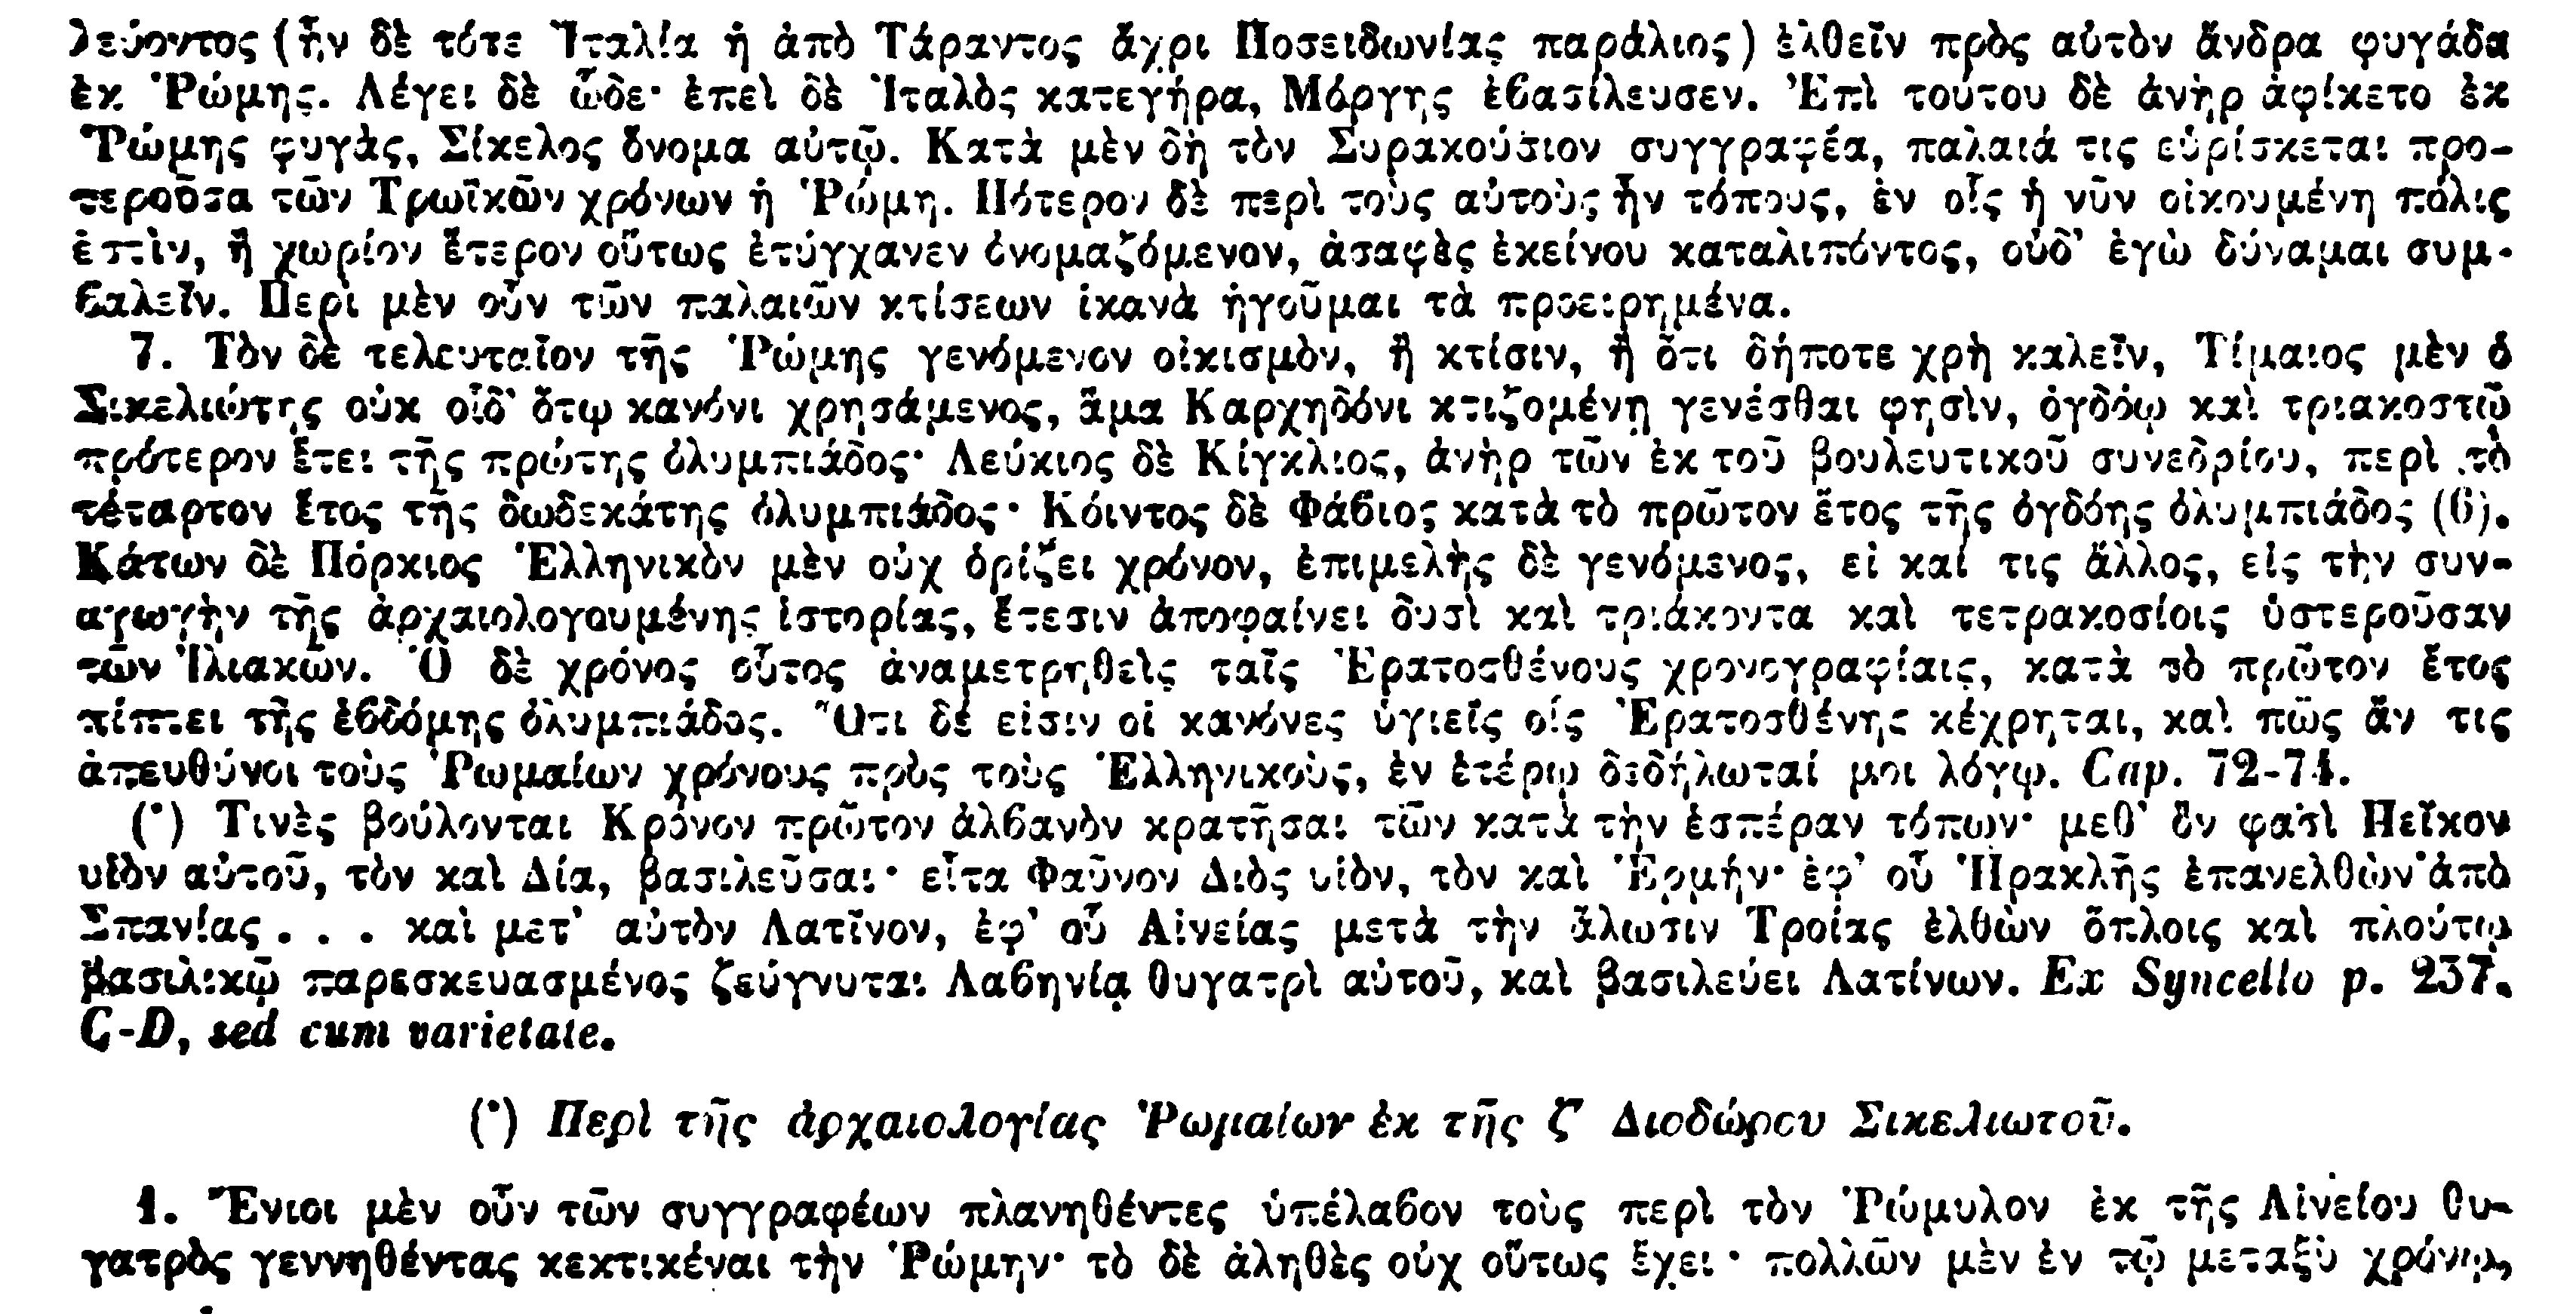 λεύοντος (ἦν δὲ τότε Ἰταλία ἡ ἀπὸ Τάραντος ἄχρι Ποσειδωνίας παράλιος) ἐλθεῖν πρὸς αὐτὸν ἄνδρα φυγάδα
ἐκ Ῥώμης. Λέγει δὲ ὧδε· ἐπεὶ δὲ Ἰταλὸς κατεγήρα, Μόργης ἐϐασίλευσεν. Ἐπὶ τούτου δὲ ἀνὴρ ἀφίκετο ἐκ
Ῥώμης φυγὰς, Σίκελος ὄνομα αὐτῷ. Κατὰ μὲν δὴ τὸν Συρακούσιον συγγραφέα, παλαιά τις εὑρίσκεται προ-
τεροῦσα τῶν Τρωϊκῶν χρόνων ἡ Ῥώμη. Πότερον δὲ περὶ τοὺς αὐτοὺς ἦν τόπους, ἐν οἷς ἡ νῦν οἰκουμένη πόλις
ἐστὶν, ἢ χωρίον ἕτερον οὕτως ἐτύγχανεν ὀνομαζόμενον, ἀσαφὲς ἐκείνου καταλιπόντος, οὐδ’ ἐγὼ δύναμαι συμ-
ϐαλεῖν. Περὶ μὲν οὖν τῶν παλαιῶν κτίσεων ἱκανὰ ἡγοῦμαι τὰ προειρημένα.
7. Τὸν δὲ τελευταῖον τῆς Ῥώμης γενόμενον οἰκισμὸν, ἢ κτίσιν, ἢ ὅτι δήποτε χρὴ καλεῖν, Τίμαιος μὲν ὁ
Σικελιώτης οὐκ οἶδ’ ὅτῳ κανόνι χρησάμενος, ἅμα Καρχηδόνι κτιζομένῃ γενέσθαι φησὶν, ὀγδόῳ καὶ τριακοστῷ
πρότερον ἔτει τῆς πρώτης ὀλυμπιάδος· Λεύκιος δὲ Κίγκλιος, ἀνὴρ τῶν ἐκ τοῦ βουλευτικοῦ συνεδρίου, περὶ τὸ
τέταρτον ἔτος τῆς δωδεκάτης ὀλυμπιάδος· Κόιντος δὲ Φάϐιος κατὰ τὸ πρῶτον ἔτος τῆς ὀγδόης ὀλυμπιάδος (6).
Κάτων δὲ Πόρκιος Ἑλληνικὸν μὲν οὐχ ὁρίζει χρόνον, ἐπιμελὴς δὲ γενόμενος, εἰ καί τις ἄλλος, εἰς τὴν συν-
αγωγὴν τῆς ἀρχαιολογουμένης ἱστορίας, ἔτεσιν ἀποφαίνει δυσὶ καὶ τριάκοντα καὶ τετρακοσίοις ὑστεροῦσαν
τῶν Ἰλιακῶν. Ὁ δὲ χρόνος οὗτος ἀναμετρηθεὶς ταῖς Ἐρατοσθένους χρονογραφίαις, κατὰ τὸ πρῶτον ἔτος
πίπτει τῆς ἑϐδόμης ὀλυμπιάδος. Ὅτι δέ εἰσιν οἱ κανόνες ὑγιεῖς οἷς Ἐρατοσθένης κέχρηται, καὶ πῶς ἄν τις
ἀπευθύνοι τοὺς Ῥωμαίων χρόνους πρὸς τοὺς Ἑλληνικοὺς, ἐν ἑτέρῳ δεδήλωταί μοι λόγῳ. Cap. 72-74.
(*) Τινὲς βούλονται Κρόνον πρῶτον ἀλϐανὸν κρατῆσαι τῶν κατὰ τὴν ἑσπέραν τόπων· μεθ’ ὃν φασὶ Πεῖκον
υἱὸν αὐτοῦ, τὸν καὶ Δία, βασιλεῦσαι· εἶτα Φαῦνον Διὸς υἱὸν, τὸν καὶ Ἑρμήν· ἐφ’ οὗ Ἡρακλῆς ἐπανελθὼν ἀπὸ
Σπανίας . . . καὶ μετ’ αὐτὸν Λατῖνον, ἐφ’ οὗ Αἰνείας μετὰ τὴν ἅλωσιν Τροίας ἐλθὼν ὅπλοις καὶ πλούτῳ
βασιλικῷ παρεσκευασμένος ζεύγνυται Λαϐηνίᾳ θυγατρὶ αὐτοῦ, καὶ βασιλεύει Λατίνων. Ex Syncello p. 237.
C-D, sed cum varietate.
(*) Περὶ τῆς ἀρχαιολογίας Ῥωμαίων ἐκ τῆς ζ' Διοδώρου Σικελιωτοῦ.
1. Ἔνιοι μὲν οὖν τῶν συγγραφέων πλανηθέντες ὑπέλαϐον τοὺς περὶ τὸν Ῥώμυλον ἐκ τῆς Αἰνείου θυ-
γατρὸς γεννηθέντας κεκτικέναι τὴν Ῥώμην· τὸ δὲ ἀληθὲς οὐχ οὕτως ἔχει· πολλῶν μὲν ἐν τῷ μεταξὺ χρόνῳ,